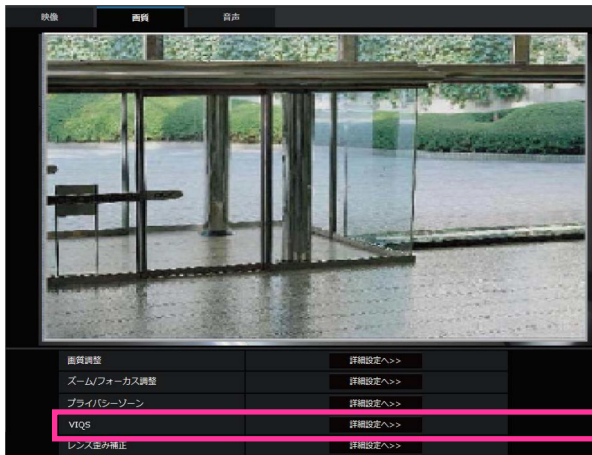 映像 画質 音声
画質調整 詳細設定へ>>
ズーム/フォーカス調整 詳細設定へ>>
プライバシーゾーン 詳細設定へ>>
VIQS 詳細設定へ>>
レンズ歪み補正 詳細設定へ>>